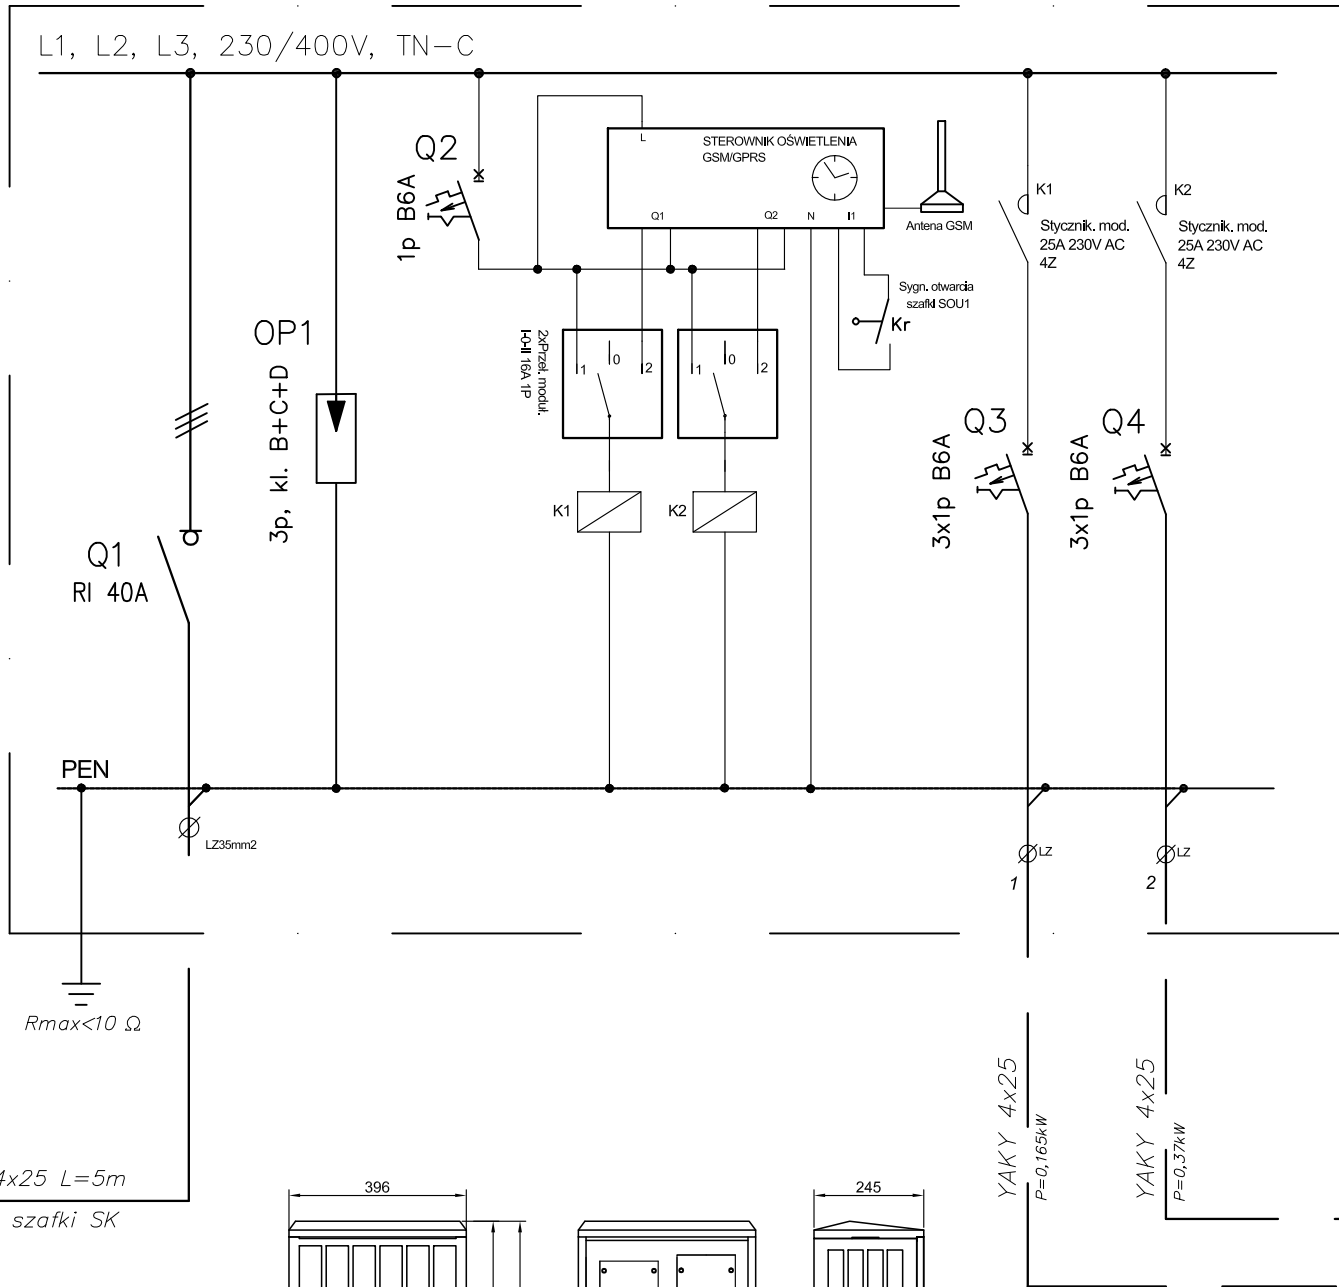 L1, L2, L3, 230/400V, TN-C
Q2
1p B6A
L
STEROWNIK OŚWIETLENIA
GSM/GPRS
Q1
Q2
N
I1
Antena GSM
K1
Stycznik. mod.
25A 230V AC
4Z
K2
Stycznik. mod.
25A 230V AC
4Z
Sygn. otwarcia
szafki SOU1
Kr
OP1
3p, kl. B+C+D
2xPrzeł. moduł.
I-0-II 16A 1P
1
0
2
1
0
2
K1
K2
Q1
RI 40A
Q3
3x1p B6A
Q4
3x1p B6A
PEN
LZ35mm2
LZ
1
LZ
2
Rmax<10 Ω
YAKY 4x25
P=0,165kW
YAKY 4x25
P=0,37kW
4x25 L=5m
szafki SK
396
245